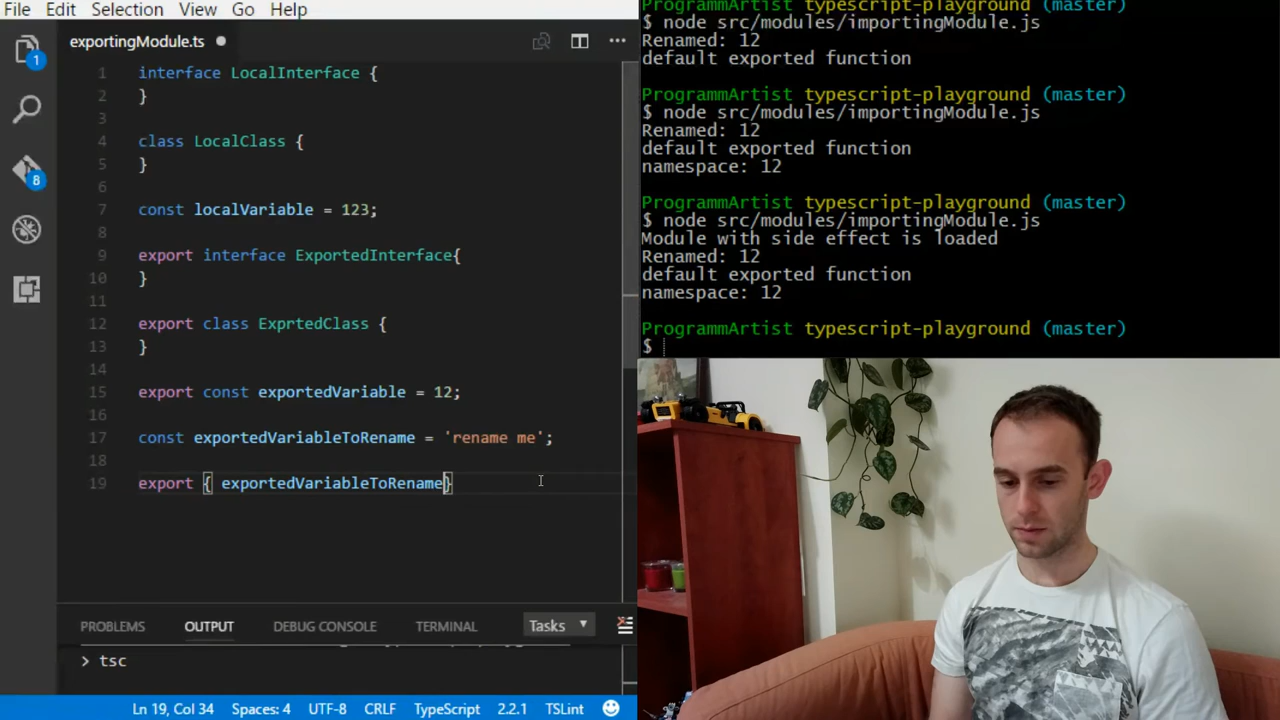 File Edit Selection View Go Help
exportingModule.ts
1 interface LocalInterface {
2 }
3
4 class LocalClass {
5 }
6
7 const localVariable = 123;
8
9 export interface ExportedInterface{
10 }
11
12 export class ExprtedClass {
13 }
14
15 export const exportedVariable = 12;
16
17 const exportedVariableToRename = 'rename me';
18
19 export { exportedVariableToRename}
1
8
PROBLEMS OUTPUT DEBUG CONSOLE TERMINAL Tasks
> tsc
Ln 19, Col 34 Spaces: 4 UTF-8 CRLF TypeScript 2.2.1 TSLint
ProgrammArtist typescript-playground (master)
$ node src/modules/importingModule.js
Renamed: 12
default exported function
ProgrammArtist typescript-playground (master)
$ node src/modules/importingModule.js
Renamed: 12
default exported function
namespace: 12
ProgrammArtist typescript-playground (master)
$ node src/modules/importingModule.js
Module with side effect is loaded
Renamed: 12
default exported function
namespace: 12
ProgrammArtist typescript-playground (master)
$